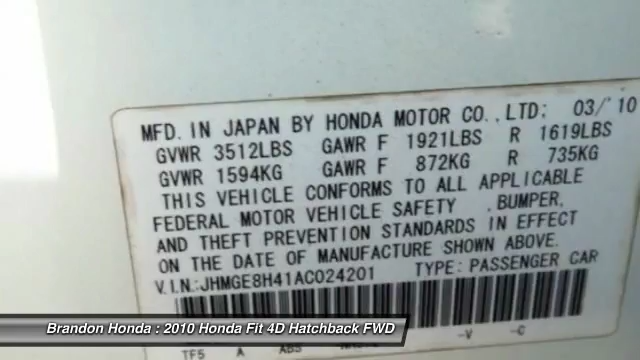 MFD. IN JAPAN BY HONDA MOTOR CO., LTD; 03/'10
GVWR 3512LBS GAWR F 1921LBS R 1619LBS
GVWR 1594KG GAWR F 872KG R 735KG
THIS VEHICLE CONFORMS TO ALL APPLICABLE
FEDERAL MOTOR VEHICLE SAFETY , BUMPER,
AND THEFT PREVENTION STANDARDS IN EFFECT
ON THE DATE OF MANUFACTURE SHOWN ABOVE.
V.I.N: JHMGE8H41AC024201 TYPE: PASSENGER CAR
Brandon Honda : 2010 Honda Fit 4D Hatchback FWD
-V -C
TF5 A ABS